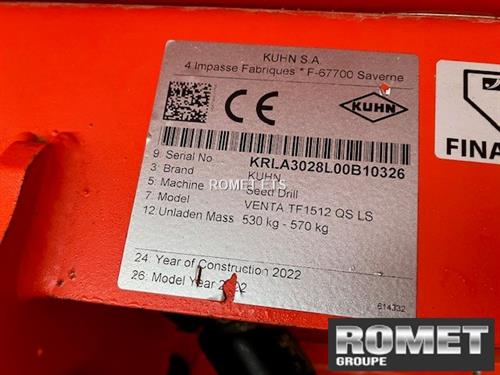 KUHN S.A.
4 Impasse Fabriques * F-67700 Saverne
CE
KUHN
9: Serial No KRLA3028L00B10326
3: Brand KUHN
ROMET ETS
5: Machine Seed Drill
7: Model VENTA TF1512 QS LS
12: Unladen Mass 530 kg - 570 kg
24: Year of Construction 2022
26: Model Year
614332
FINA
ROMET
GROUPE